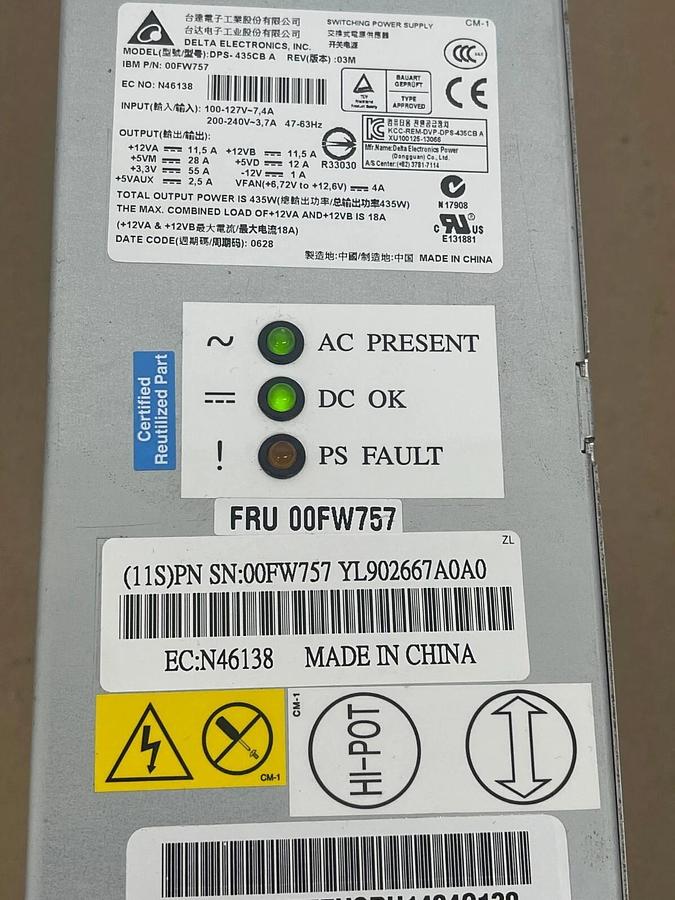 台達電子工業股份有限公司
台达电子工业股份有限公司
DELTA ELECTRONICS, INC.
SWITCHING POWER SUPPLY
交換式電源供應器
开关电源
CM-1
MODEL(型號/型号):DPS-435CB A REV(版本):03M
IBM P/N: 00FW757
EC NO: N46138
INPUT(輸入/输入): 100-127V~7,4A
200-240V~3,7A 47-63Hz
OUTPUT(輸出/输出):
+12VA 11,5 A +12VB 11,5 A
+5VM 28 A +5VD 12 A
+3,3V 55 A -12V 1 A
+5VAUX 2,5 A VFAN(+6,72V to +12,6V) 4A
TOTAL OUTPUT POWER IS 435W(總輸出功率/总输出功率435W)
THE MAX. COMBINED LOAD OF+12VA AND+12VB IS 18A
(+12VA & +12VB最大電流/最大电流18A)
DATE CODE(週期碼/周期码): 0628
製造地:中國/制造地:中国 MADE IN CHINA
CCC
TÜV
BAUART
GEPRÜFT
TYPE
APPROVED
CE
R33030
KCC-REM-DVP-DPS-435CB A
XU100125-13066
Mfr.Name:Delta Electronics Power
(Dongguan) Co., Ltd.
A/S Center:(+82) 3781-7114
N17908
C US
E131881
~ AC PRESENT
DC OK
! PS FAULT
Certified
Reutilized Part
FRU 00FW757
ZL
(11S)PN SN:00FW757 YL902667A0A0
EC:N46138 MADE IN CHINA
CM-1
CM-1
HI-POT